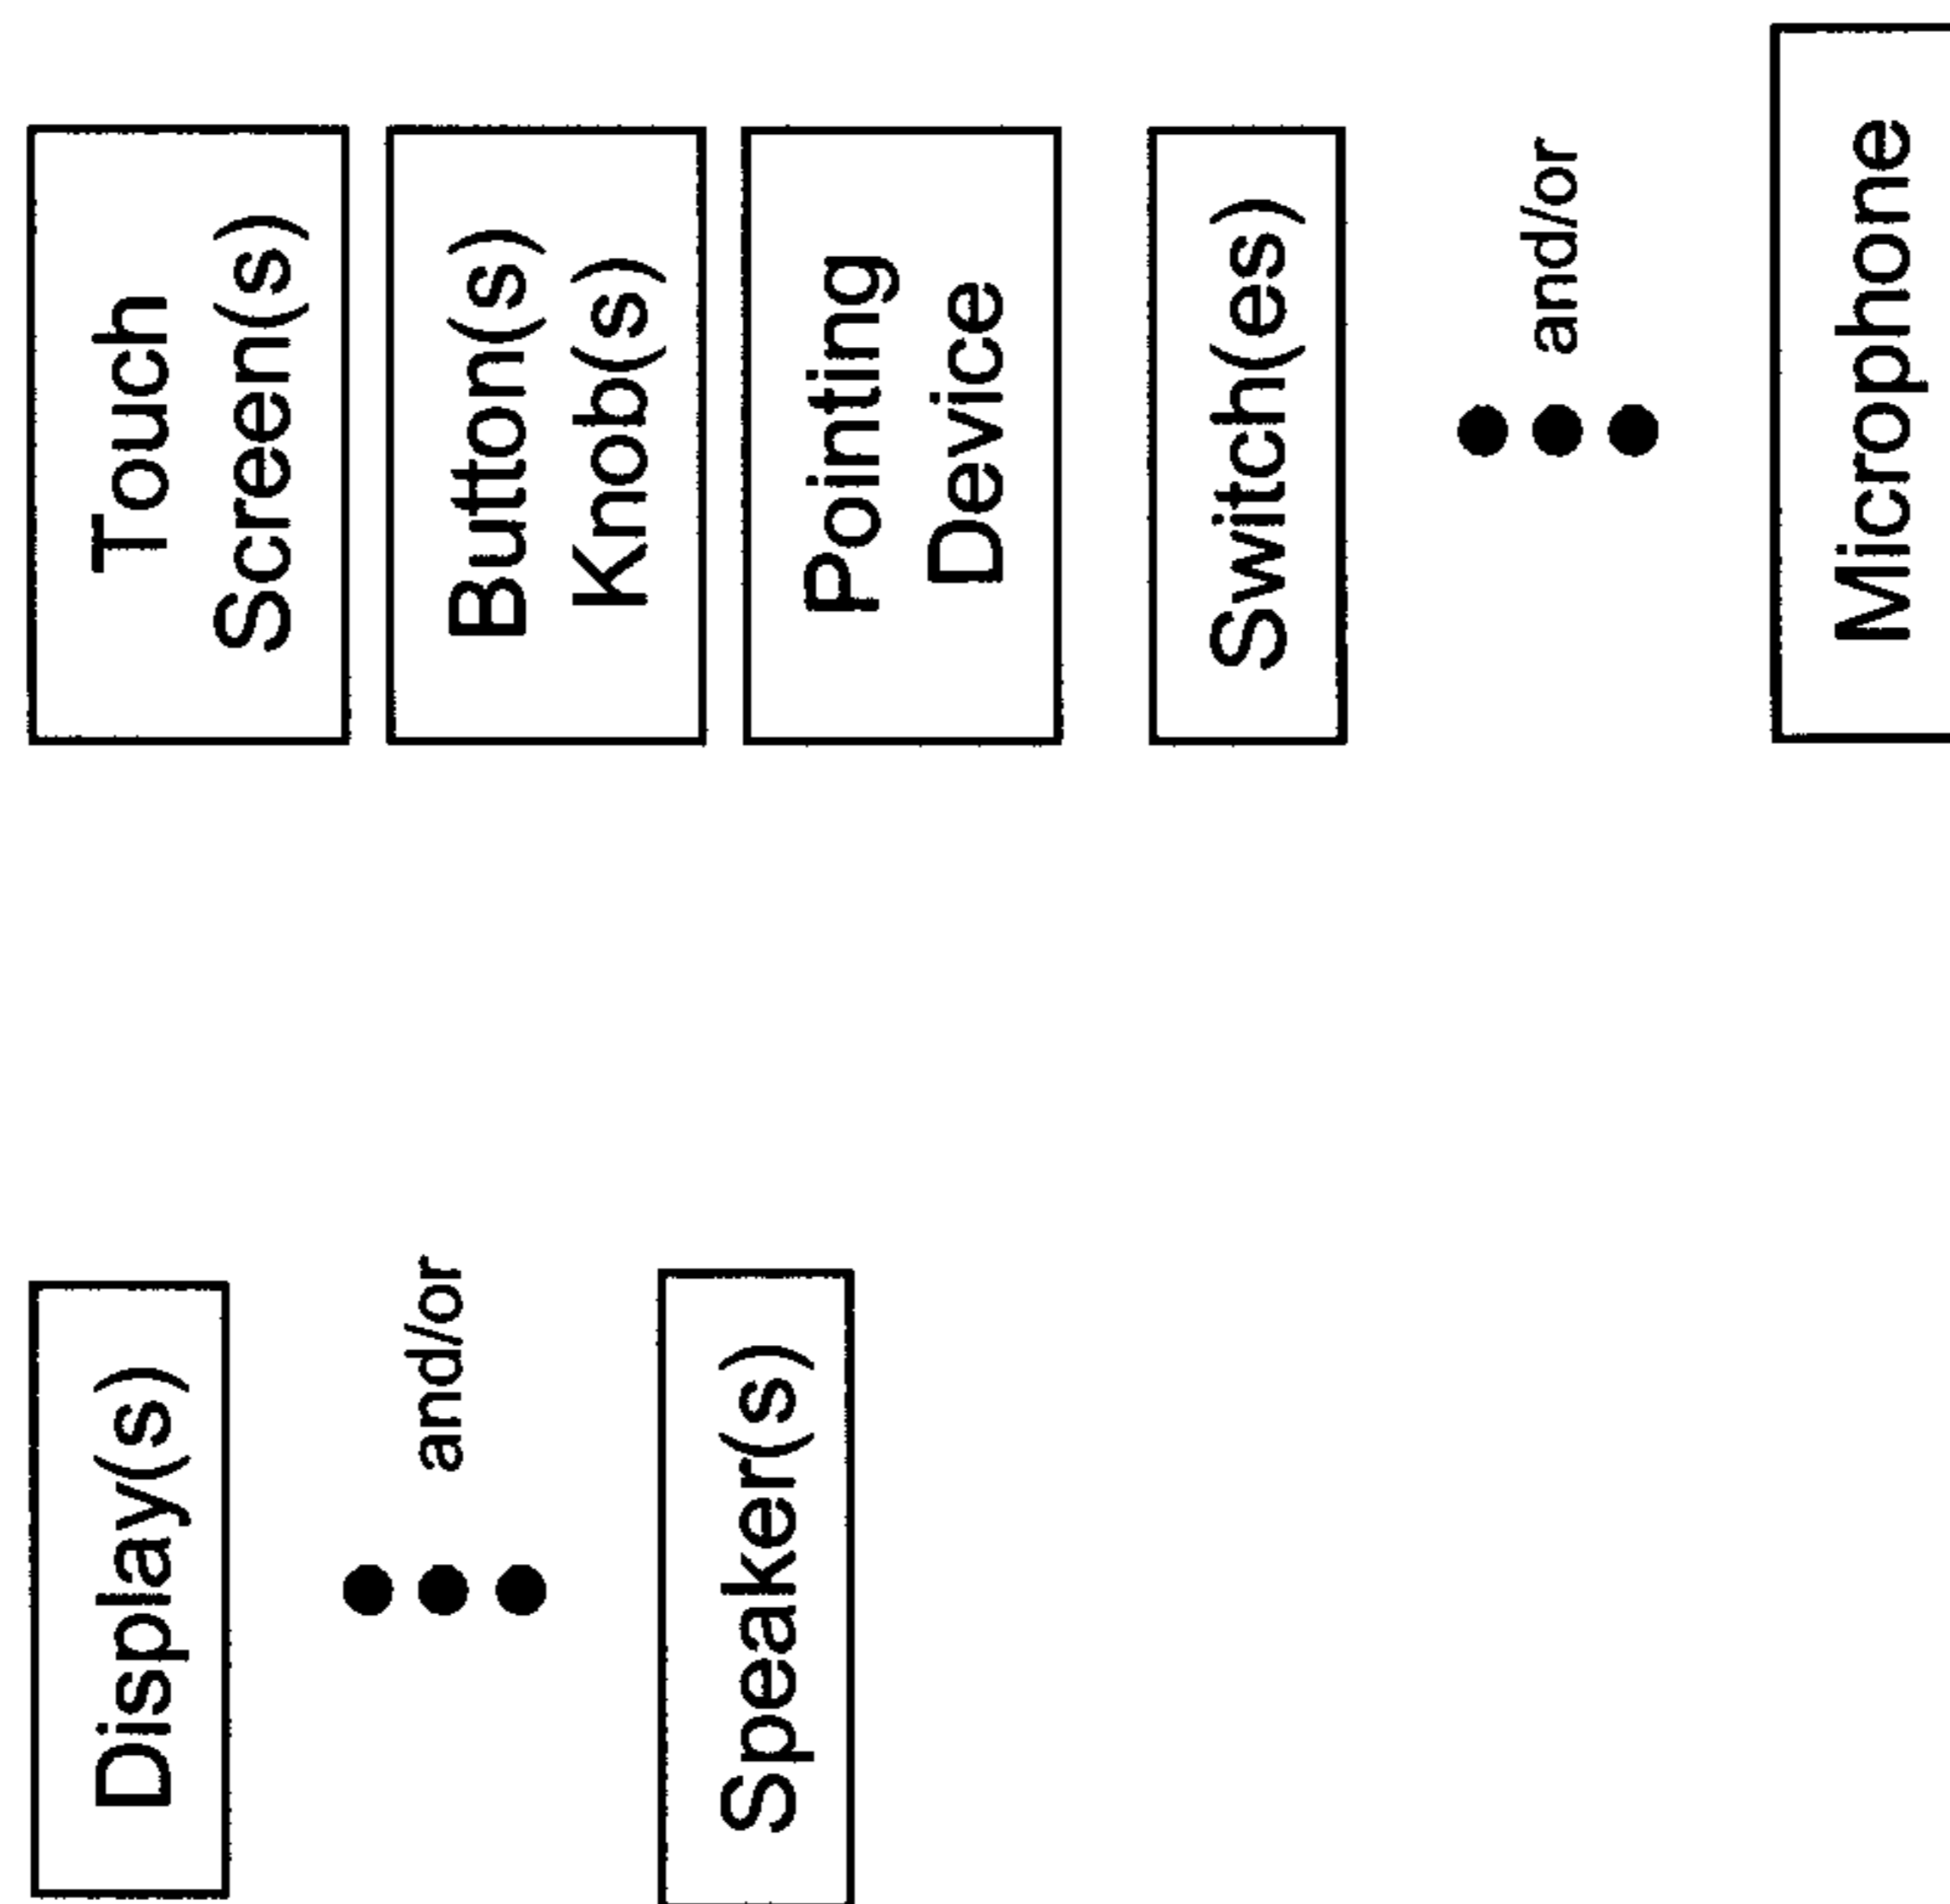 Touch
Screen(s)
Button(s)
Knob(s)
Pointing
Device
Switch(es)
and/or
Microphone
Display(s)
and/or
Speaker(s)